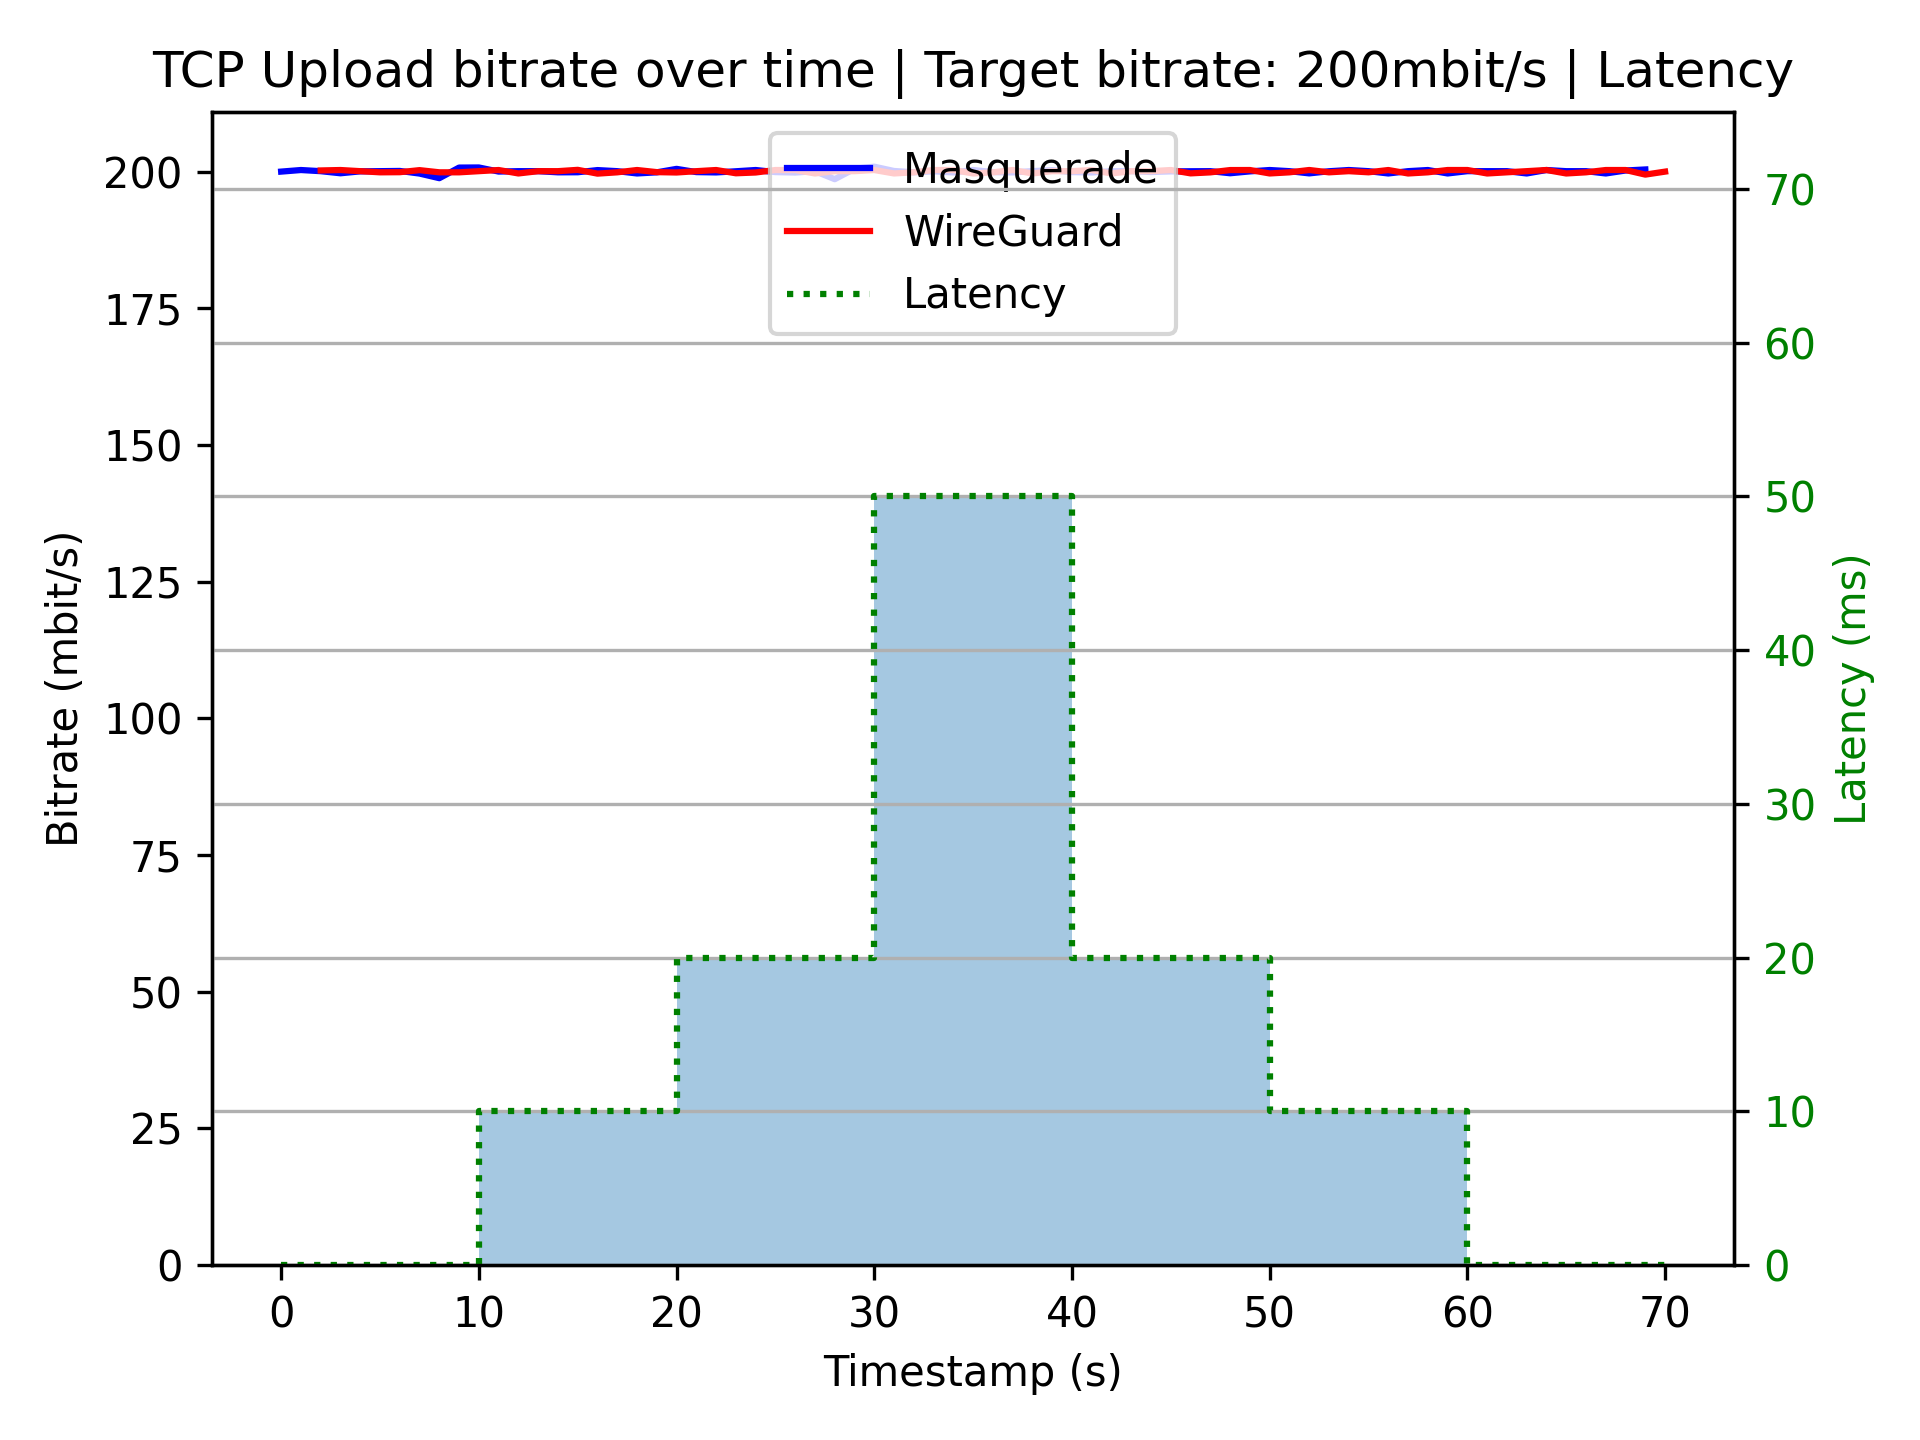 TCP Upload bitrate over time | Target bitrate: 200mbit/s | Latency
Masquerade
WireGuard
Latency
Bitrate (mbit/s)
200
175
150
125
100
75
50
25
0
70
60
50
40
30
20
10
0
Latency (ms)
0 10 20 30 40 50 60 70
Timestamp (s)